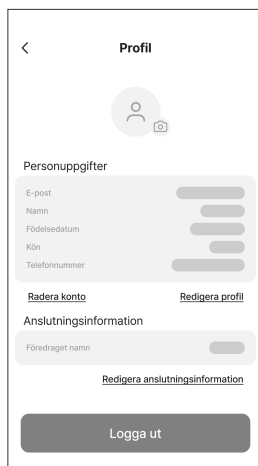 Profil
Personuppgifter
E-post
Namn
Födelsedatum
Kön
Telefonnummer
Radera konto Redigera profil
Anslutningsinformation
Föredraget namn
Redigera anslutningsinformation
Logga ut